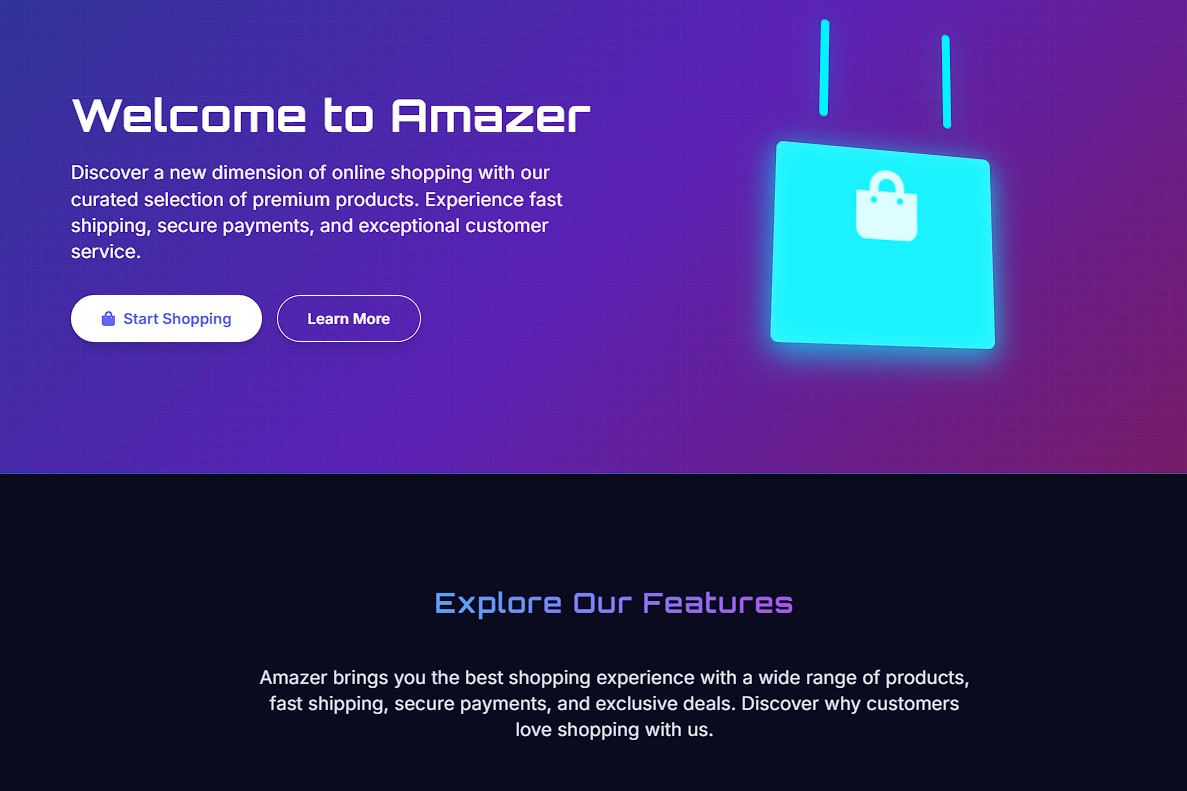 Welcome to Amazer
Discover a new dimension of online shopping with our
curated selection of premium products. Experience fast
shipping, secure payments, and exceptional customer
service.
Start Shopping
Learn More
Explore Our Features
Amazer brings you the best shopping experience with a wide range of products,
fast shipping, secure payments, and exclusive deals. Discover why customers
love shopping with us.